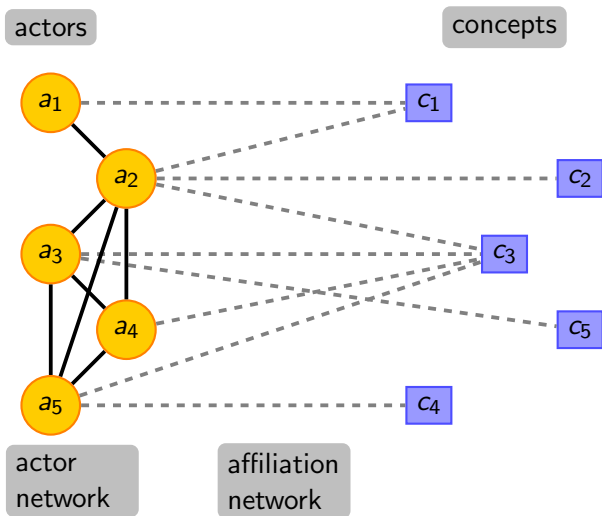 actors
concepts
a1
c1
a2
c2
a3
c3
a4
c5
a5
c4
actor
network
affiliation
network